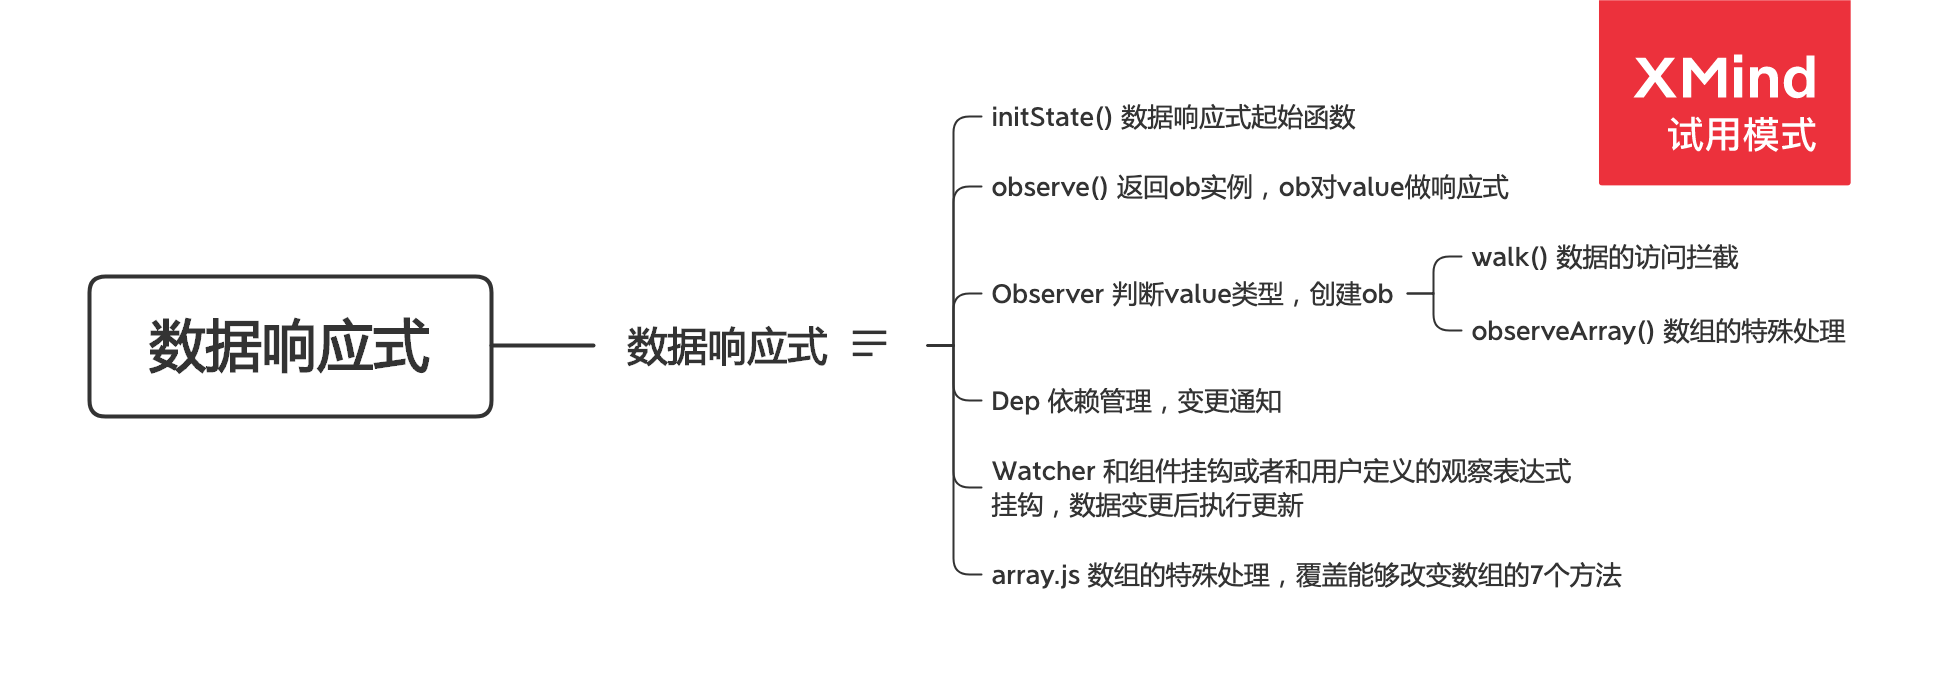 XMind
试用模式
initState() 数据响应式起始函数
observe() 返回ob实例，ob对value做响应式
walk() 数据的访问拦截
Observer 判断value类型，创建ob
observeArray() 数组的特殊处理
数据响应式
数据响应式
Dep 依赖管理，变更通知
Watcher 和组件挂钩或者和用户定义的观察表达式
挂钩，数据变更后执行更新
array.js 数组的特殊处理，覆盖能够改变数组的7个方法